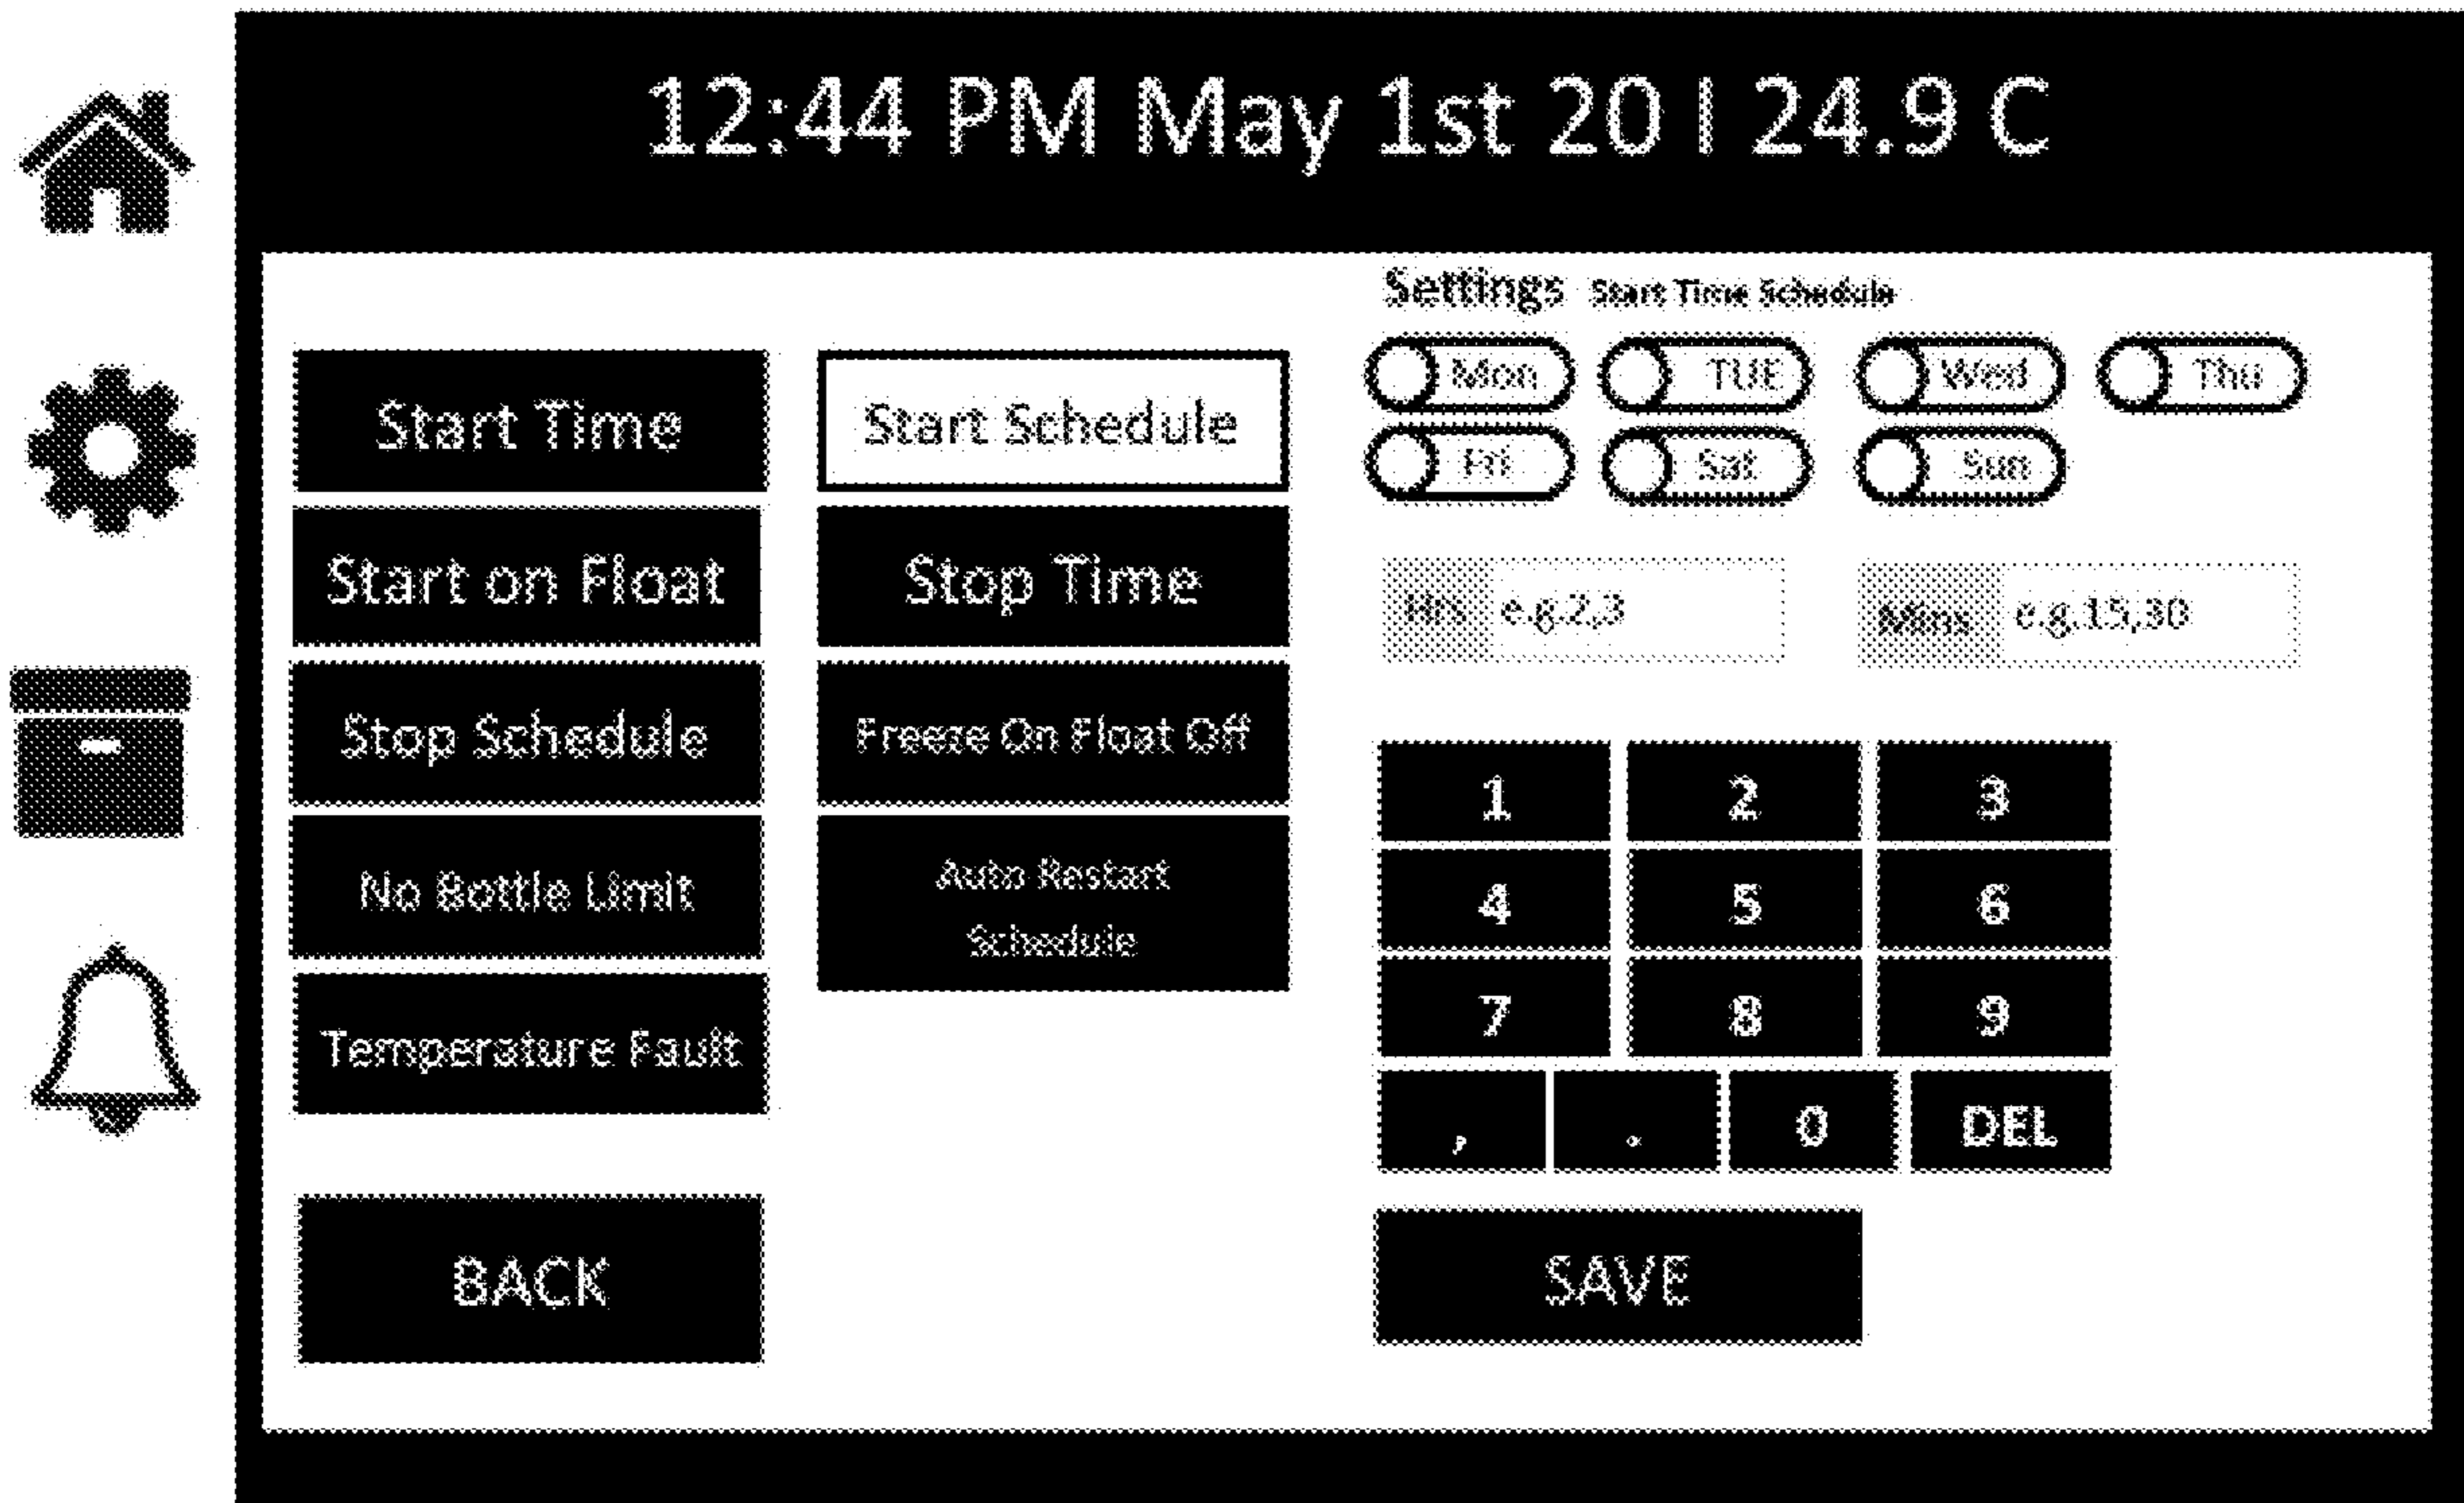 12:44 PM May 1st 20 | 24.9 C
Settings Start Time Schedule
Mon TUE Wed Thu
Fri Sat Sun
Start Time
Start Schedule
Start on Float
Stop Time
Stop Schedule
Freeze On Float Off
No Bottle Limit
Auto Restart
Schedule
Temperature Fault
BACK
Hrs e.g.2,3
Mins e.g.15,30
1 2 3
4 5 6
7 8 9
, . 0 DEL
SAVE